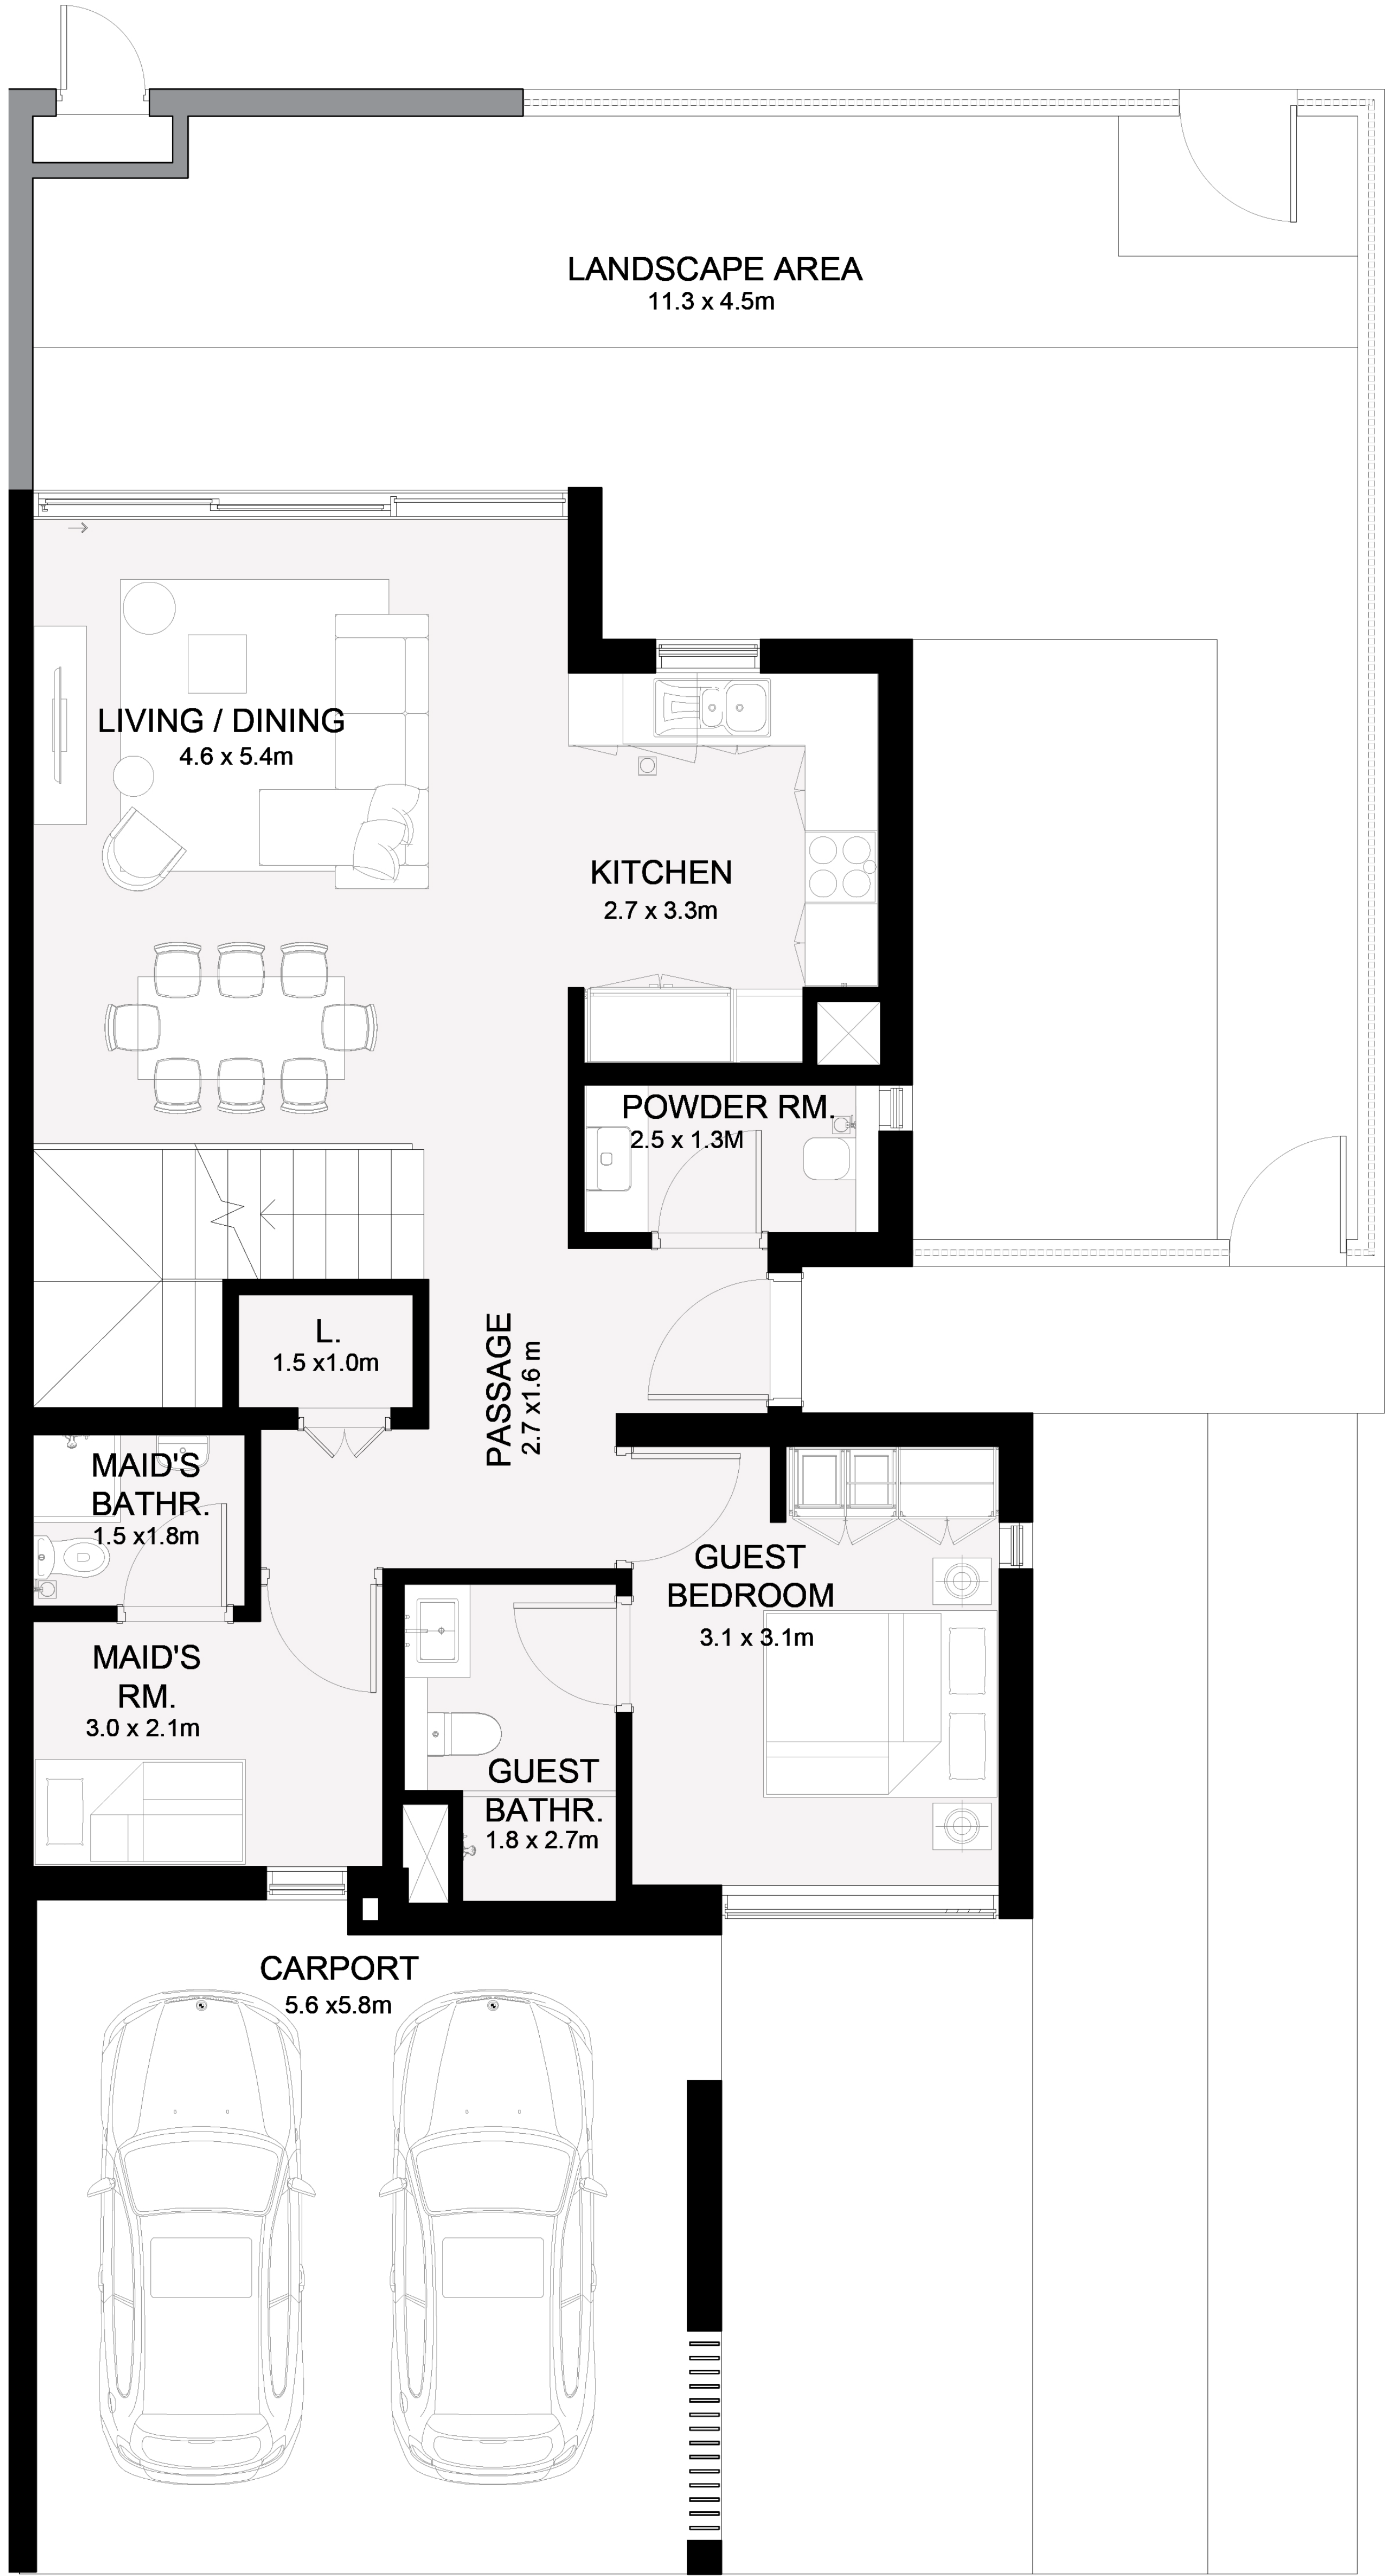 LANDSCAPE AREA
11.3 x 4.5m
LIVING / DINING
4.6 x 5.4m
KITCHEN
2.7 x 3.3m
POWDER RM.
2.5 x 1.3M
L.
1.5 x1.0m
PASSAGE
2.7 x1.6 m
MAID'S
BATHR.
1.5 x1.8m
GUEST
BEDROOM
3.1 x 3.1m
MAID'S
RM.
3.0 x 2.1m
GUEST
BATHR.
1.8 x 2.7m
CARPORT
5.6 x5.8m